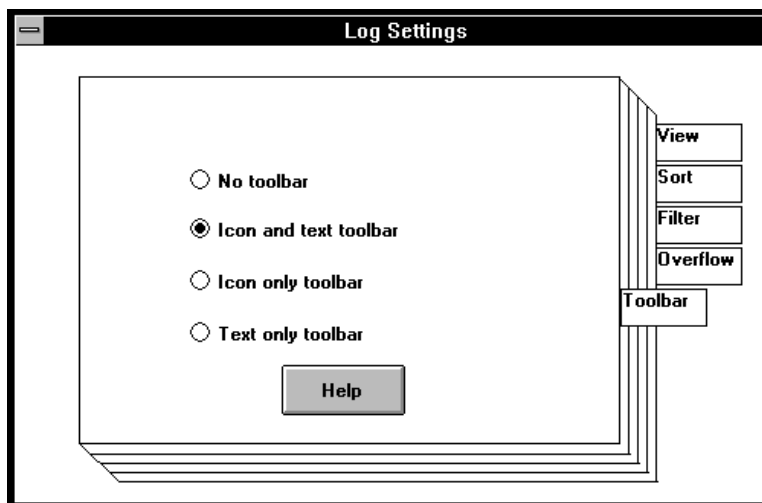 Log Settings
View
Sort
Filter
Overflow
Toolbar
No toolbar
Icon and text toolbar
Icon only toolbar
Text only toolbar
Help